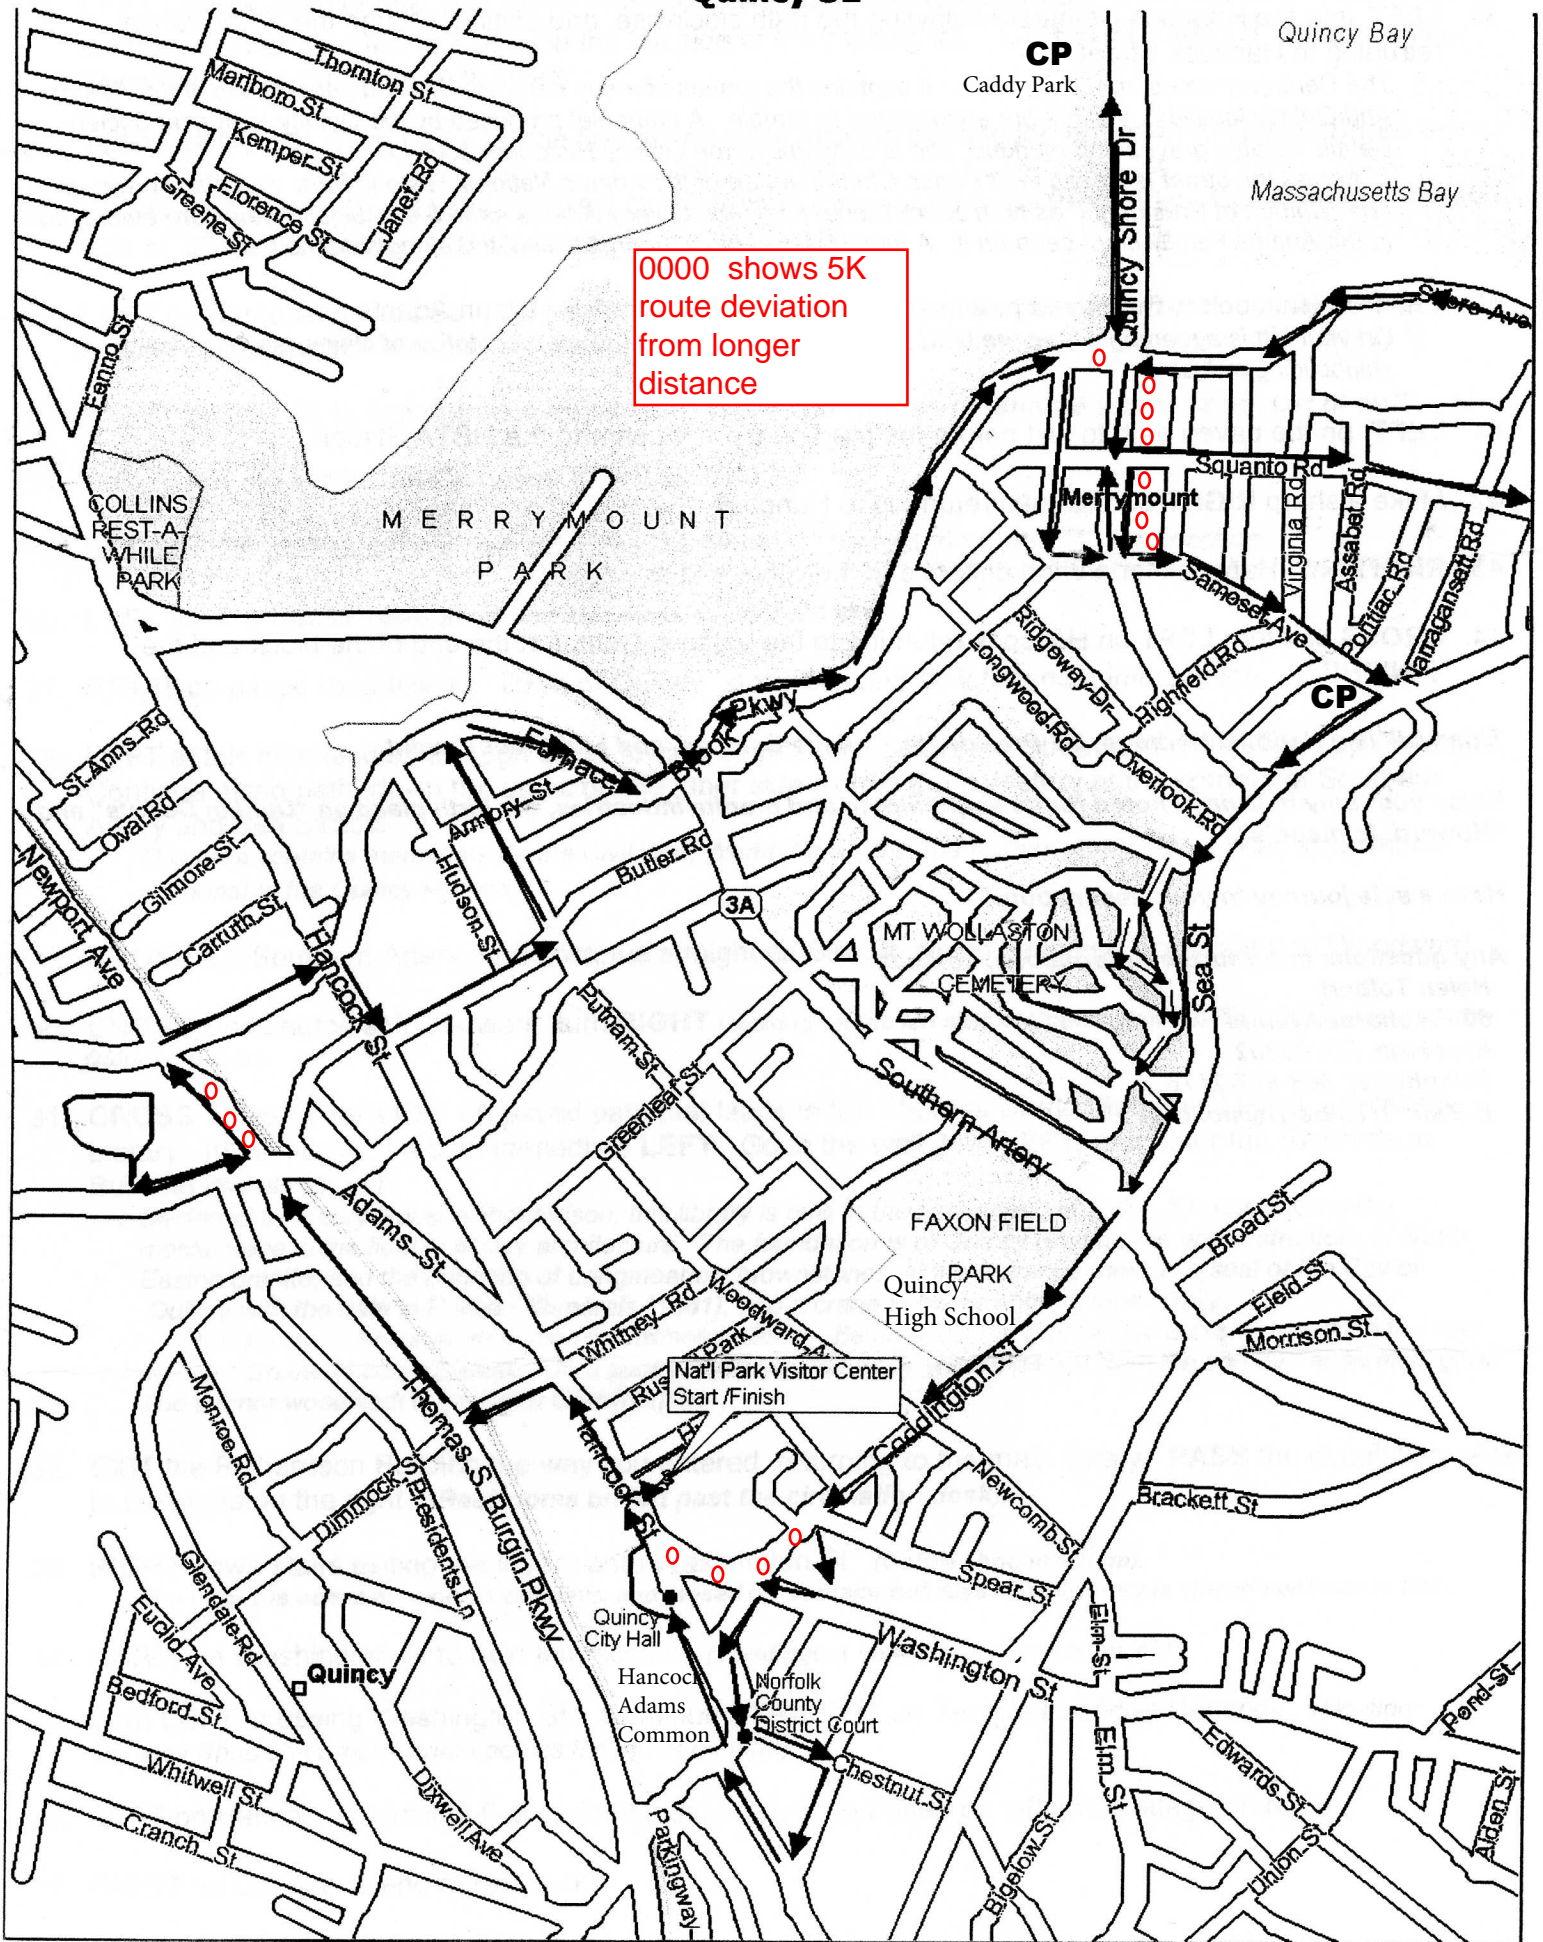 Quincy Bay
CP
Caddy Park
Massachusetts Bay
Quincy Shore Dr
Shore Ave
Thornton St
Marlboro St
Kemper St
Janet Rd
Florence St
Greene St
Fenno St
0000 shows 5K
route deviation
from longer
distance
COLLINS
REST-A-
WHILE
PARK
MERRYMOUNT
PARK
Squanto Rd
Merrymount
Virginia Rd
Assabet Rd
Pontiac Rd
Narragansett Rd
Samoset Ave
Ridgeway Dr
Longwood Rd
Highfield Rd
Overlook Rd
CP
Furnace Brook Pkwy
St Anns Rd
Oval Rd
Gilmore St
Carruth St
Newport Ave
Hancock St
Armory St
Hudson St
Butler Rd
3A
MT WOLLASTON
CEMETERY
Sea St
Putnam St
Greenleaf St
Southern Artery
Adams St
FAXON FIELD
PARK
Quincy
High School
Broad St
Field St
Morrison St
Whitney Rd
Woodward A
Rus
Park
Nat'l Park Visitor Center
Start /Finish
H
Coddington St
Newcomb St
Brackett St
Monroe Rd
Thomas S Burgin Pkwy
Dimmock St
Presidents Ln
Hancock St
Spear St
Glendale Rd
Euclid Ave
Quincy
City Hall
Washington St
Elm St
Quincy
Bedford St
Hancock
Adams
Common
Norfolk
County
District Court
Chestnut St
Whitwell St
Cranch St
Dixwell Ave
Parkingway
Bigelow St
Elm St
Edwards St
Union St
Pond St
Alden St